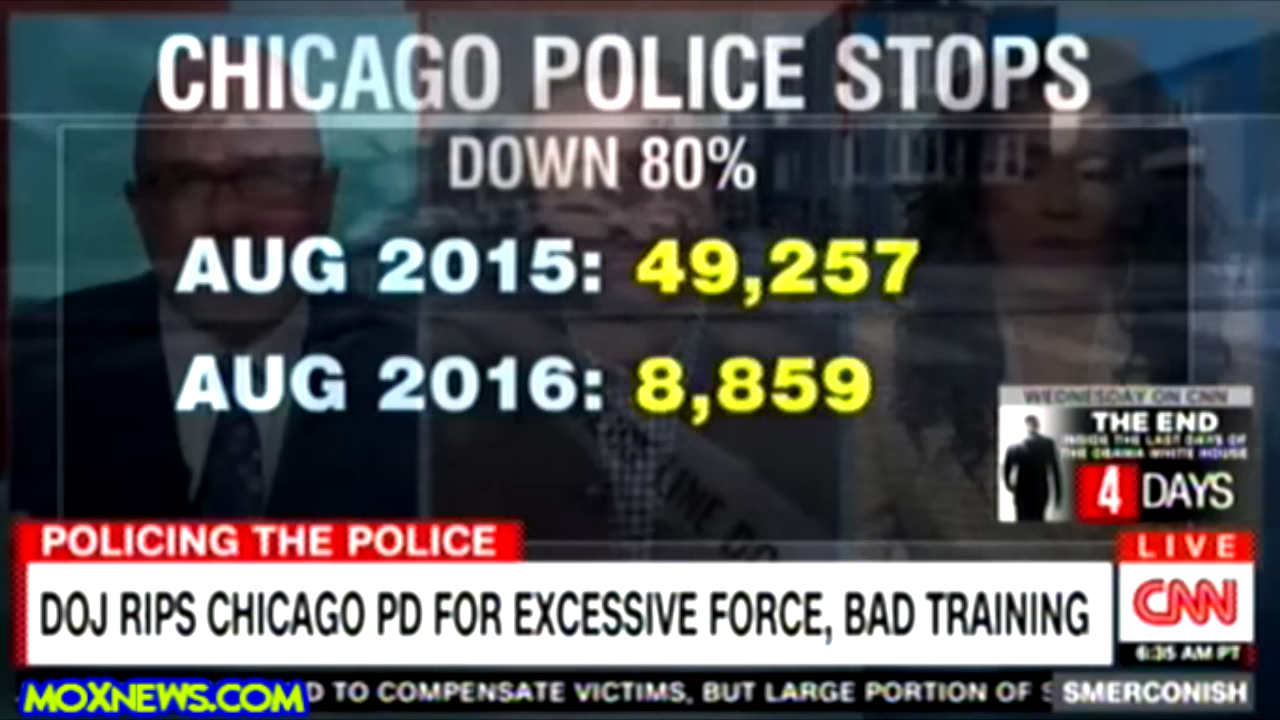 CHICAGO POLICE STOPS
DOWN 80%
AUG 2015: 49,257
AUG 2016: 8,859
WEDNESDAY ON CNN
THE END
INSIDE THE LAST DAYS OF
THE OBAMA WHITE HOUSE
4 DAYS
POLICING THE POLICE
LIVE
DOJ RIPS CHICAGO PD FOR EXCESSIVE FORCE, BAD TRAINING
CNN
6:35 AM PT
MOXNEWS.COM
D TO COMPENSATE VICTIMS, BUT LARGE PORTION OF S
SMERCONISH